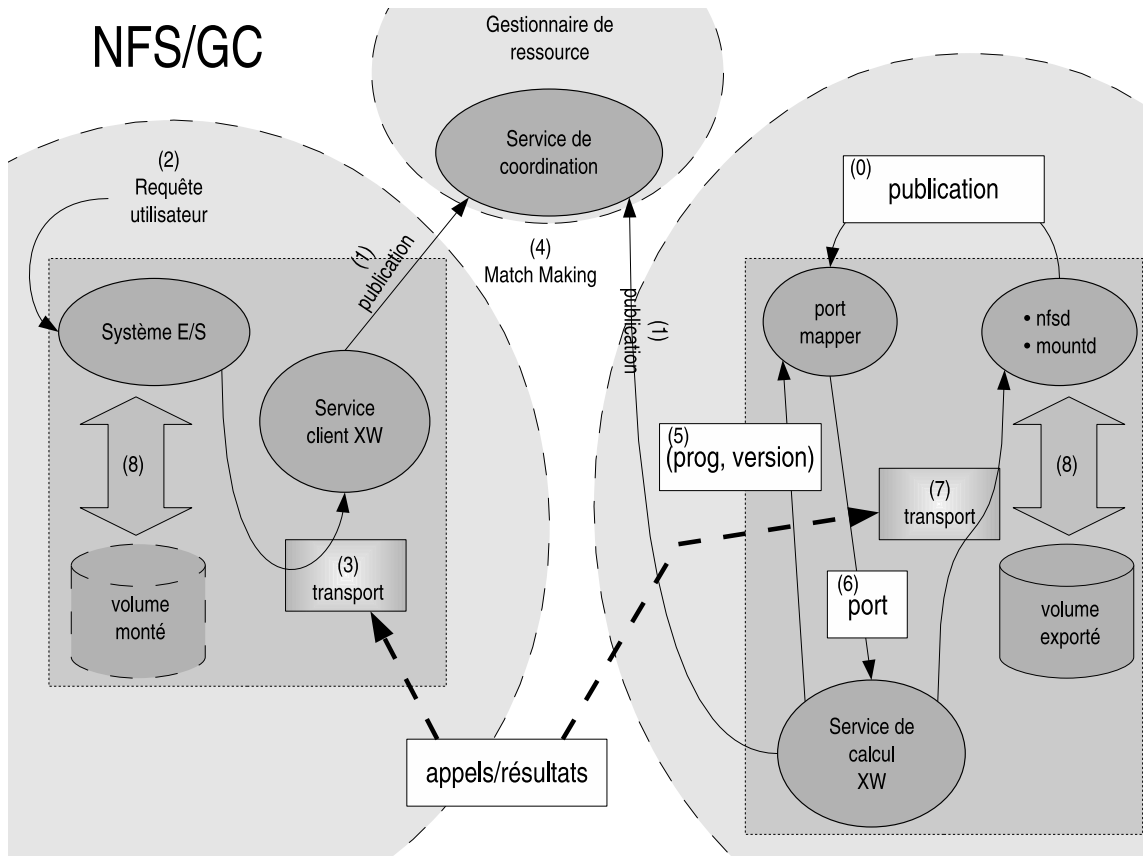 NFS/GC
Gestionnaire de
ressource
Service de
coordination
(2)
Requête
utilisateur
(1)
publication
(4)
Match Making
(1)
publication
(0)
publication
Système E/S
Service
client XW
(8)
(3)
transport
volume
monté
port
mapper
• nfsd
• mountd
(5)
(prog, version)
(7)
transport
(8)
(6)
port
volume
exporté
Service de
calcul
XW
appels/résultats